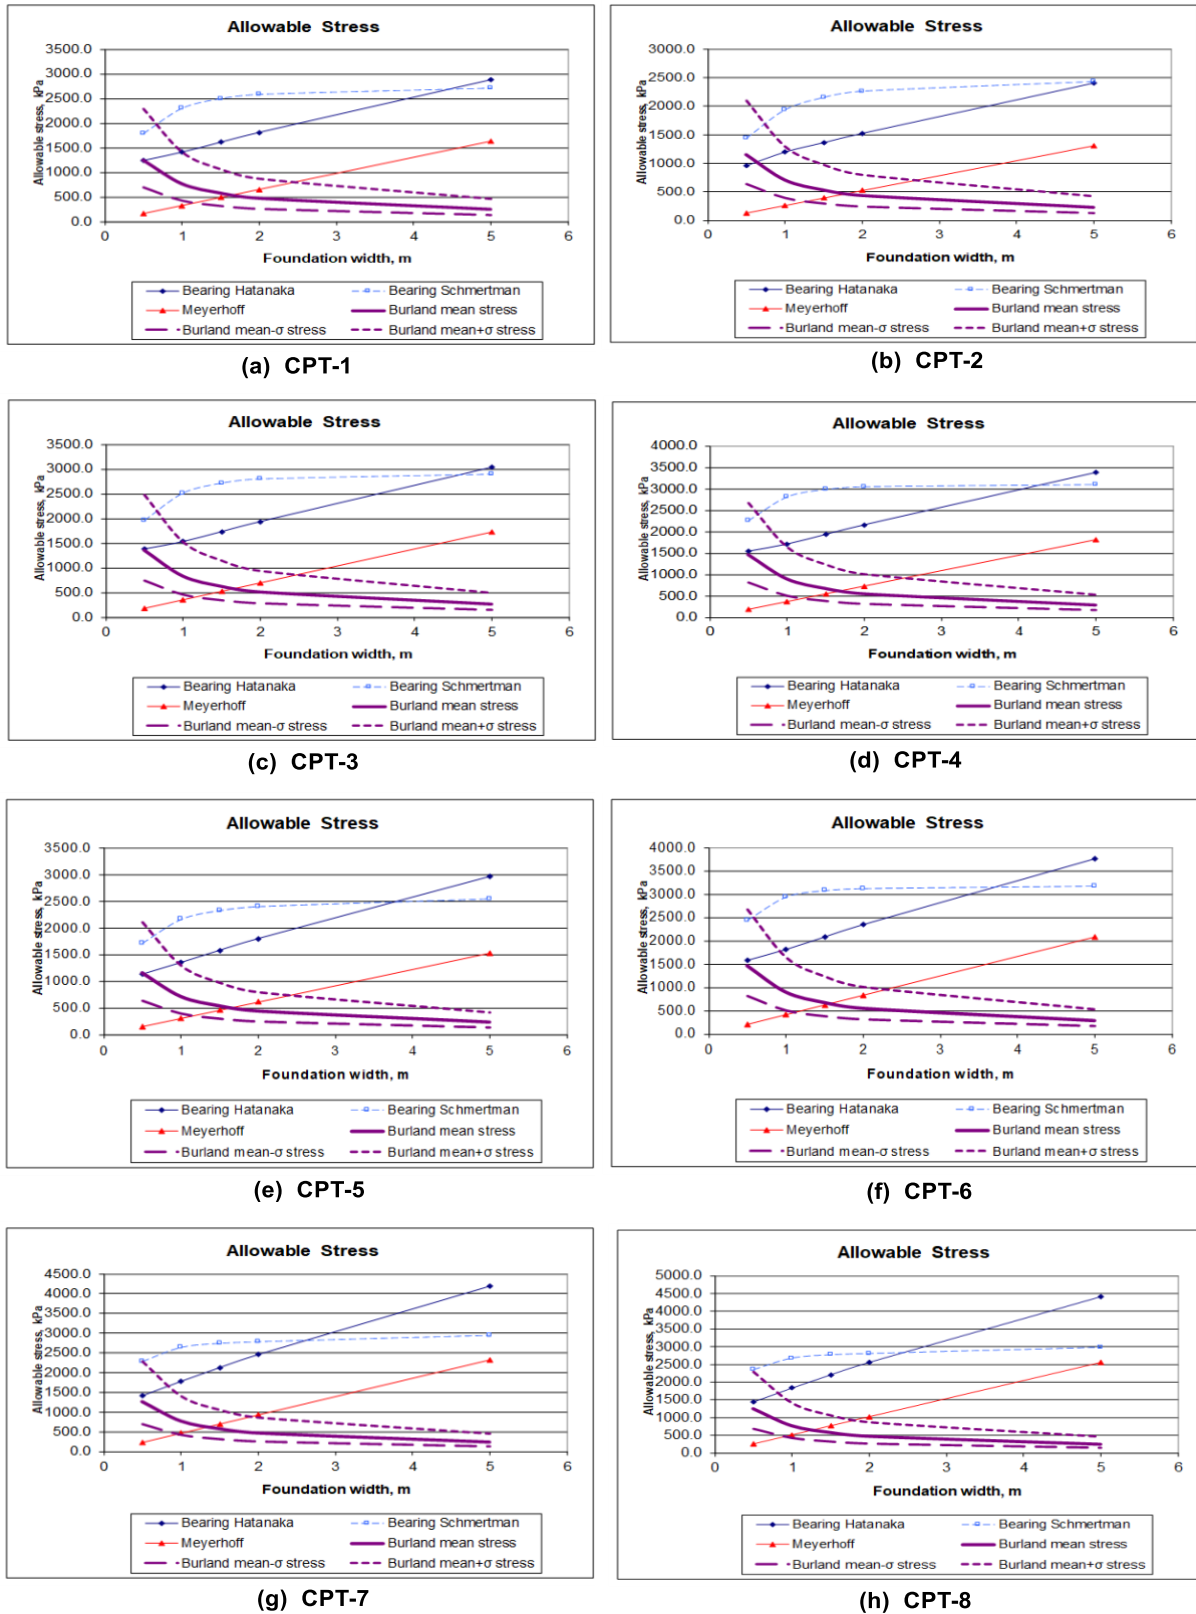 Allowable Stress
Allowable stress, kPa
3500.0
3000.0
2500.0
2000.0
1500.0
1000.0
500.0
0.0
0 1 2 3 4 5 6
Foundation width, m
Bearing Hatanaka Bearing Schmertman
Meyerhoff Burland mean stress
Burland mean-σ stress Burland mean+σ stress
(a) CPT-1
Allowable Stress
Allowable stress, kPa
3000.0
2500.0
2000.0
1500.0
1000.0
500.0
0.0
0 1 2 3 4 5 6
Foundation width, m
Bearing Hatanaka Bearing Schmertman
Meyerhoff Burland mean stress
Burland mean-σ stress Burland mean+σ stress
(b) CPT-2
Allowable Stress
Allowable stress, kPa
3500.0
3000.0
2500.0
2000.0
1500.0
1000.0
500.0
0.0
0 1 2 3 4 5 6
Foundation width, m
Bearing Hatanaka Bearing Schmertman
Meyerhoff Burland mean stress
Burland mean-σ stress Burland mean+σ stress
(c) CPT-3
Allowable Stress
Allowable stress, kPa
4000.0
3500.0
3000.0
2500.0
2000.0
1500.0
1000.0
500.0
0.0
0 1 2 3 4 5 6
Foundation width, m
Bearing Hatanaka Bearing Schmertman
Meyerhoff Burland mean stress
Burland mean-σ stress Burland mean+σ stress
(d) CPT-4
Allowable Stress
Allowable stress, kPa
3500.0
3000.0
2500.0
2000.0
1500.0
1000.0
500.0
0.0
0 1 2 3 4 5 6
Foundation width, m
Bearing Hatanaka Bearing Schmertman
Meyerhoff Burland mean stress
Burland mean-σ stress Burland mean+σ stress
(e) CPT-5
Allowable Stress
Allowable stress, kPa
4000.0
3500.0
3000.0
2500.0
2000.0
1500.0
1000.0
500.0
0.0
0 1 2 3 4 5 6
Foundation width, m
Bearing Hatanaka Bearing Schmertman
Meyerhoff Burland mean stress
Burland mean-σ stress Burland mean+σ stress
(f) CPT-6
Allowable Stress
Allowable stress, kPa
4500.0
4000.0
3500.0
3000.0
2500.0
2000.0
1500.0
1000.0
500.0
0.0
0 1 2 3 4 5 6
Foundation width, m
Bearing Hatanaka Bearing Schmertman
Meyerhoff Burland mean stress
Burland mean-σ stress Burland mean+σ stress
(g) CPT-7
Allowable Stress
Allowable stress, kPa
5000.0
4500.0
4000.0
3500.0
3000.0
2500.0
2000.0
1500.0
1000.0
500.0
0.0
0 1 2 3 4 5 6
Foundation width, m
Bearing Hatanaka Bearing Schmertman
Meyerhoff Burland mean stress
Burland mean-σ stress Burland mean+σ stress
(h) CPT-8